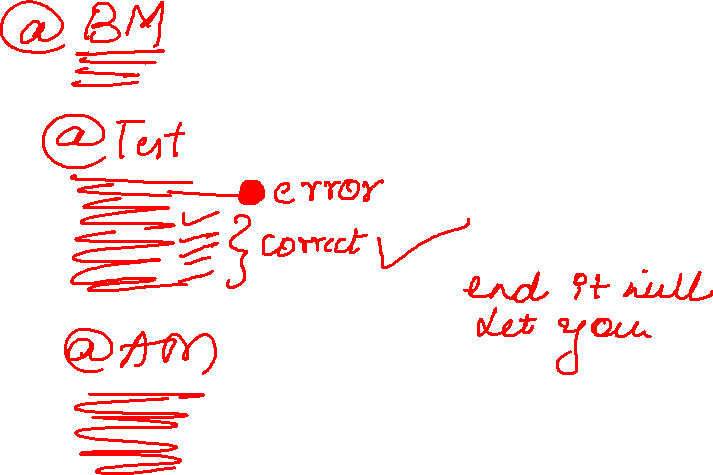 @ BM
@ Test
error
correct
end it will
let you
@ AM